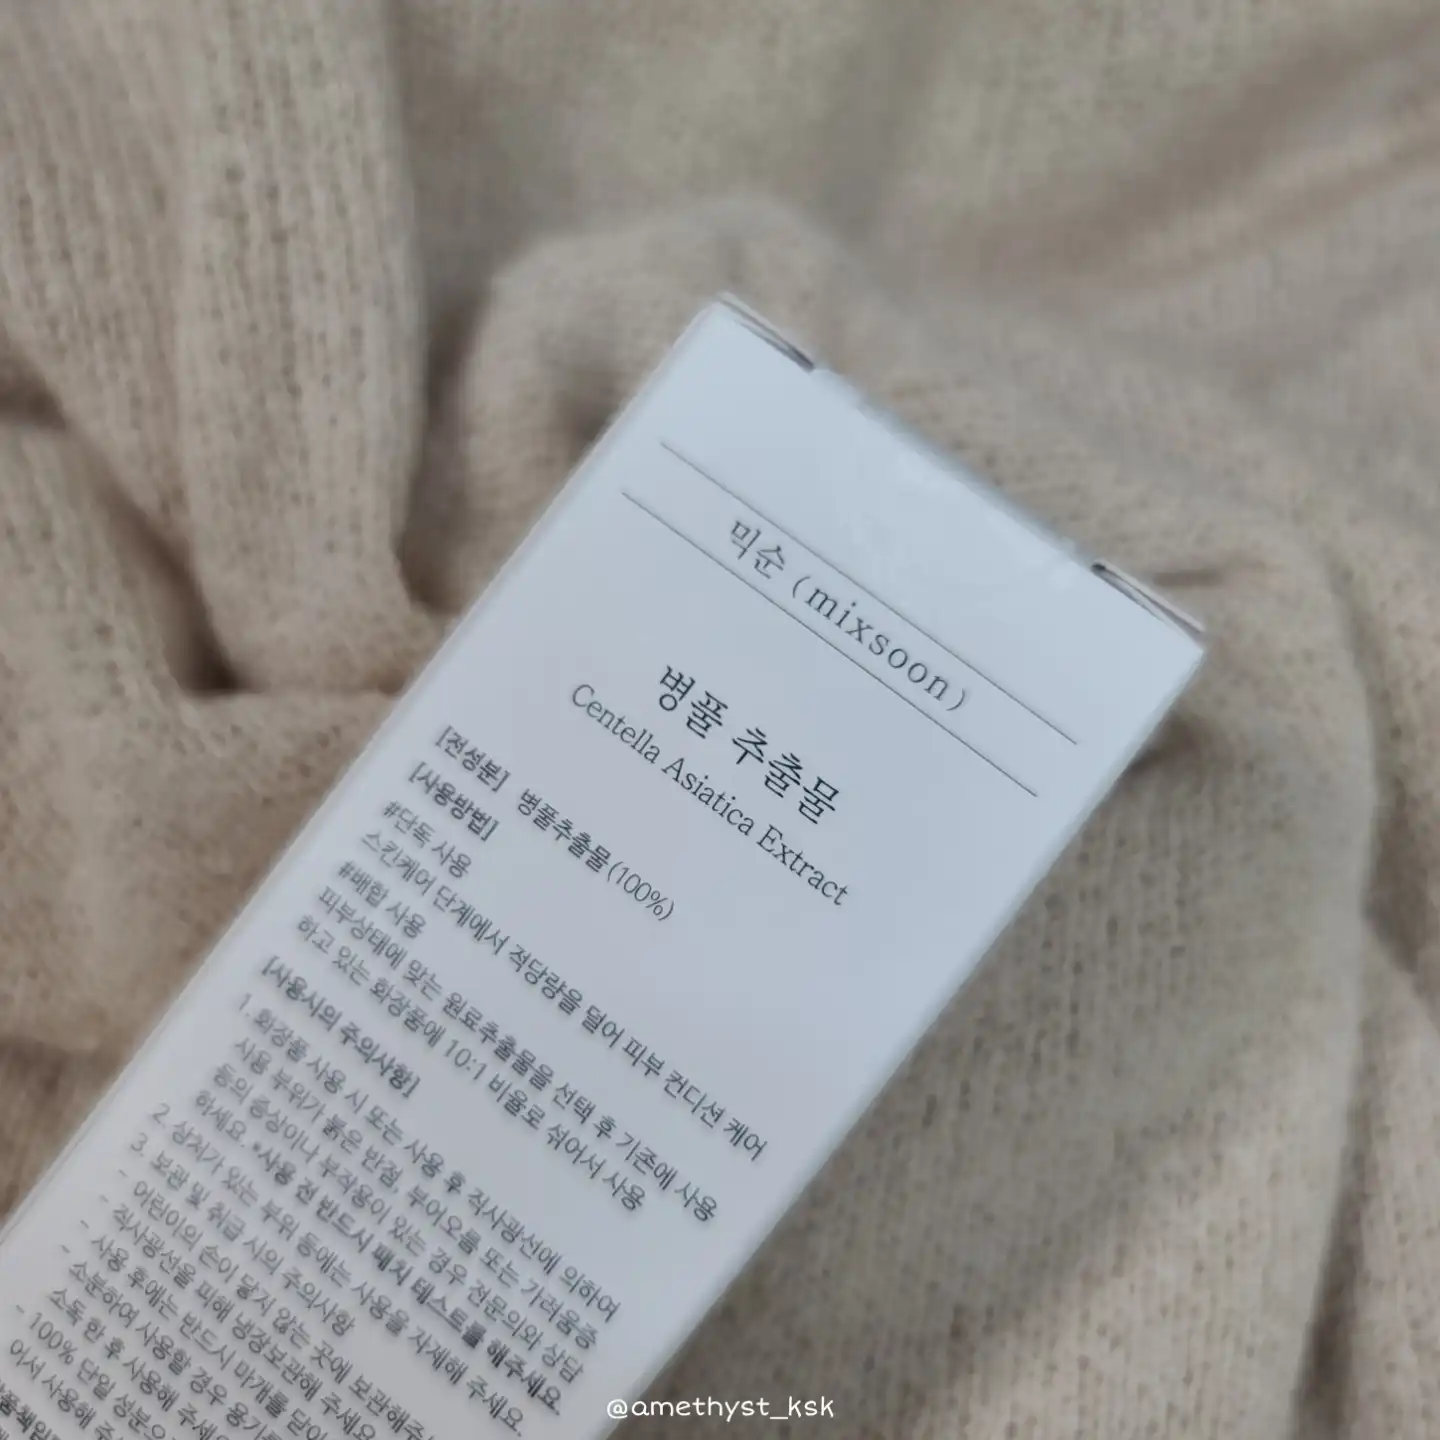 믹순 (mixsoon)
병풀 추출물
Centella Asiatica Extract
[전성분] 병풀추출물(100%)
[사용방법]
#단독 사용
스킨케어 단계에서 적당량을 덜어 피부 컨디션 케어
#배합 사용
피부상태에 맞는 원료추출물을 선택 후 기존에 사용
하고 있는 화장품에 10:1 비율로 섞어서 사용
[사용시의 주의사항]
1. 화장품 사용 시 또는 사용 후 직사광선에 의하여
사용 부위가 붉은 반점, 부어오름 또는 가려움증
등의 증상이나 부작용이 있는 경우 전문의와 상담
하세요. *사용 전 반드시 패치 테스트를 해주세요.
2. 상처가 있는 부위 등에는 사용을 자제해 주세요.
3. 보관 및 취급 시의 주의사항
- 어린이의 손이 닿지 않는 곳에 보관해주
- 직사광선을 피해 냉장보관해 주세요
- 사용 후에는 반드시 마개를 닫아
- 소분하여 사용할 경우 용기를
소독 한 후 사용해 주세
- 100% 단일 성분으
어서 사용해 주
@amethyst_ksk